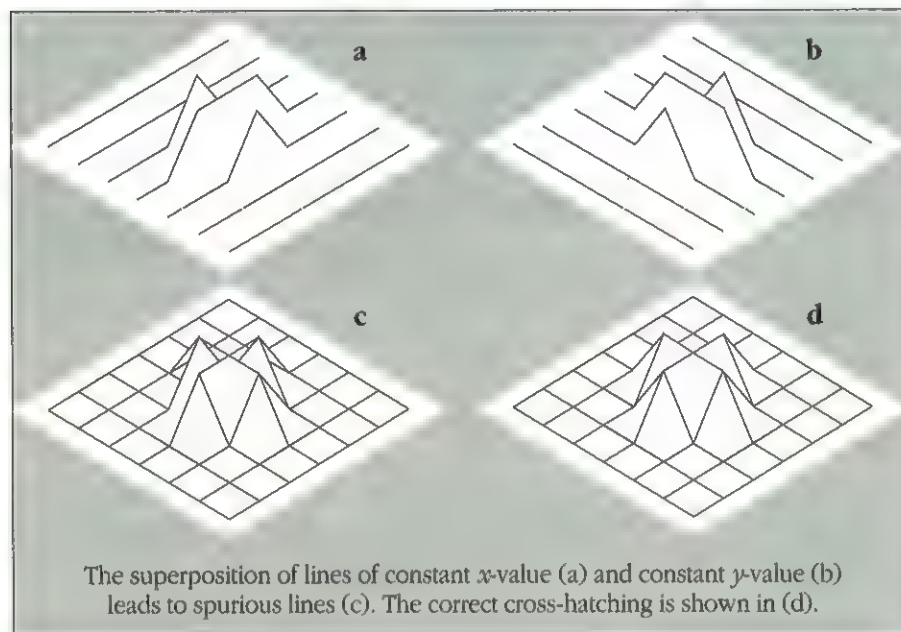 a
b
c
d
The superposition of lines of constant x-value (a) and constant y-value (b)
leads to spurious lines (c). The correct cross-hatching is shown in (d).